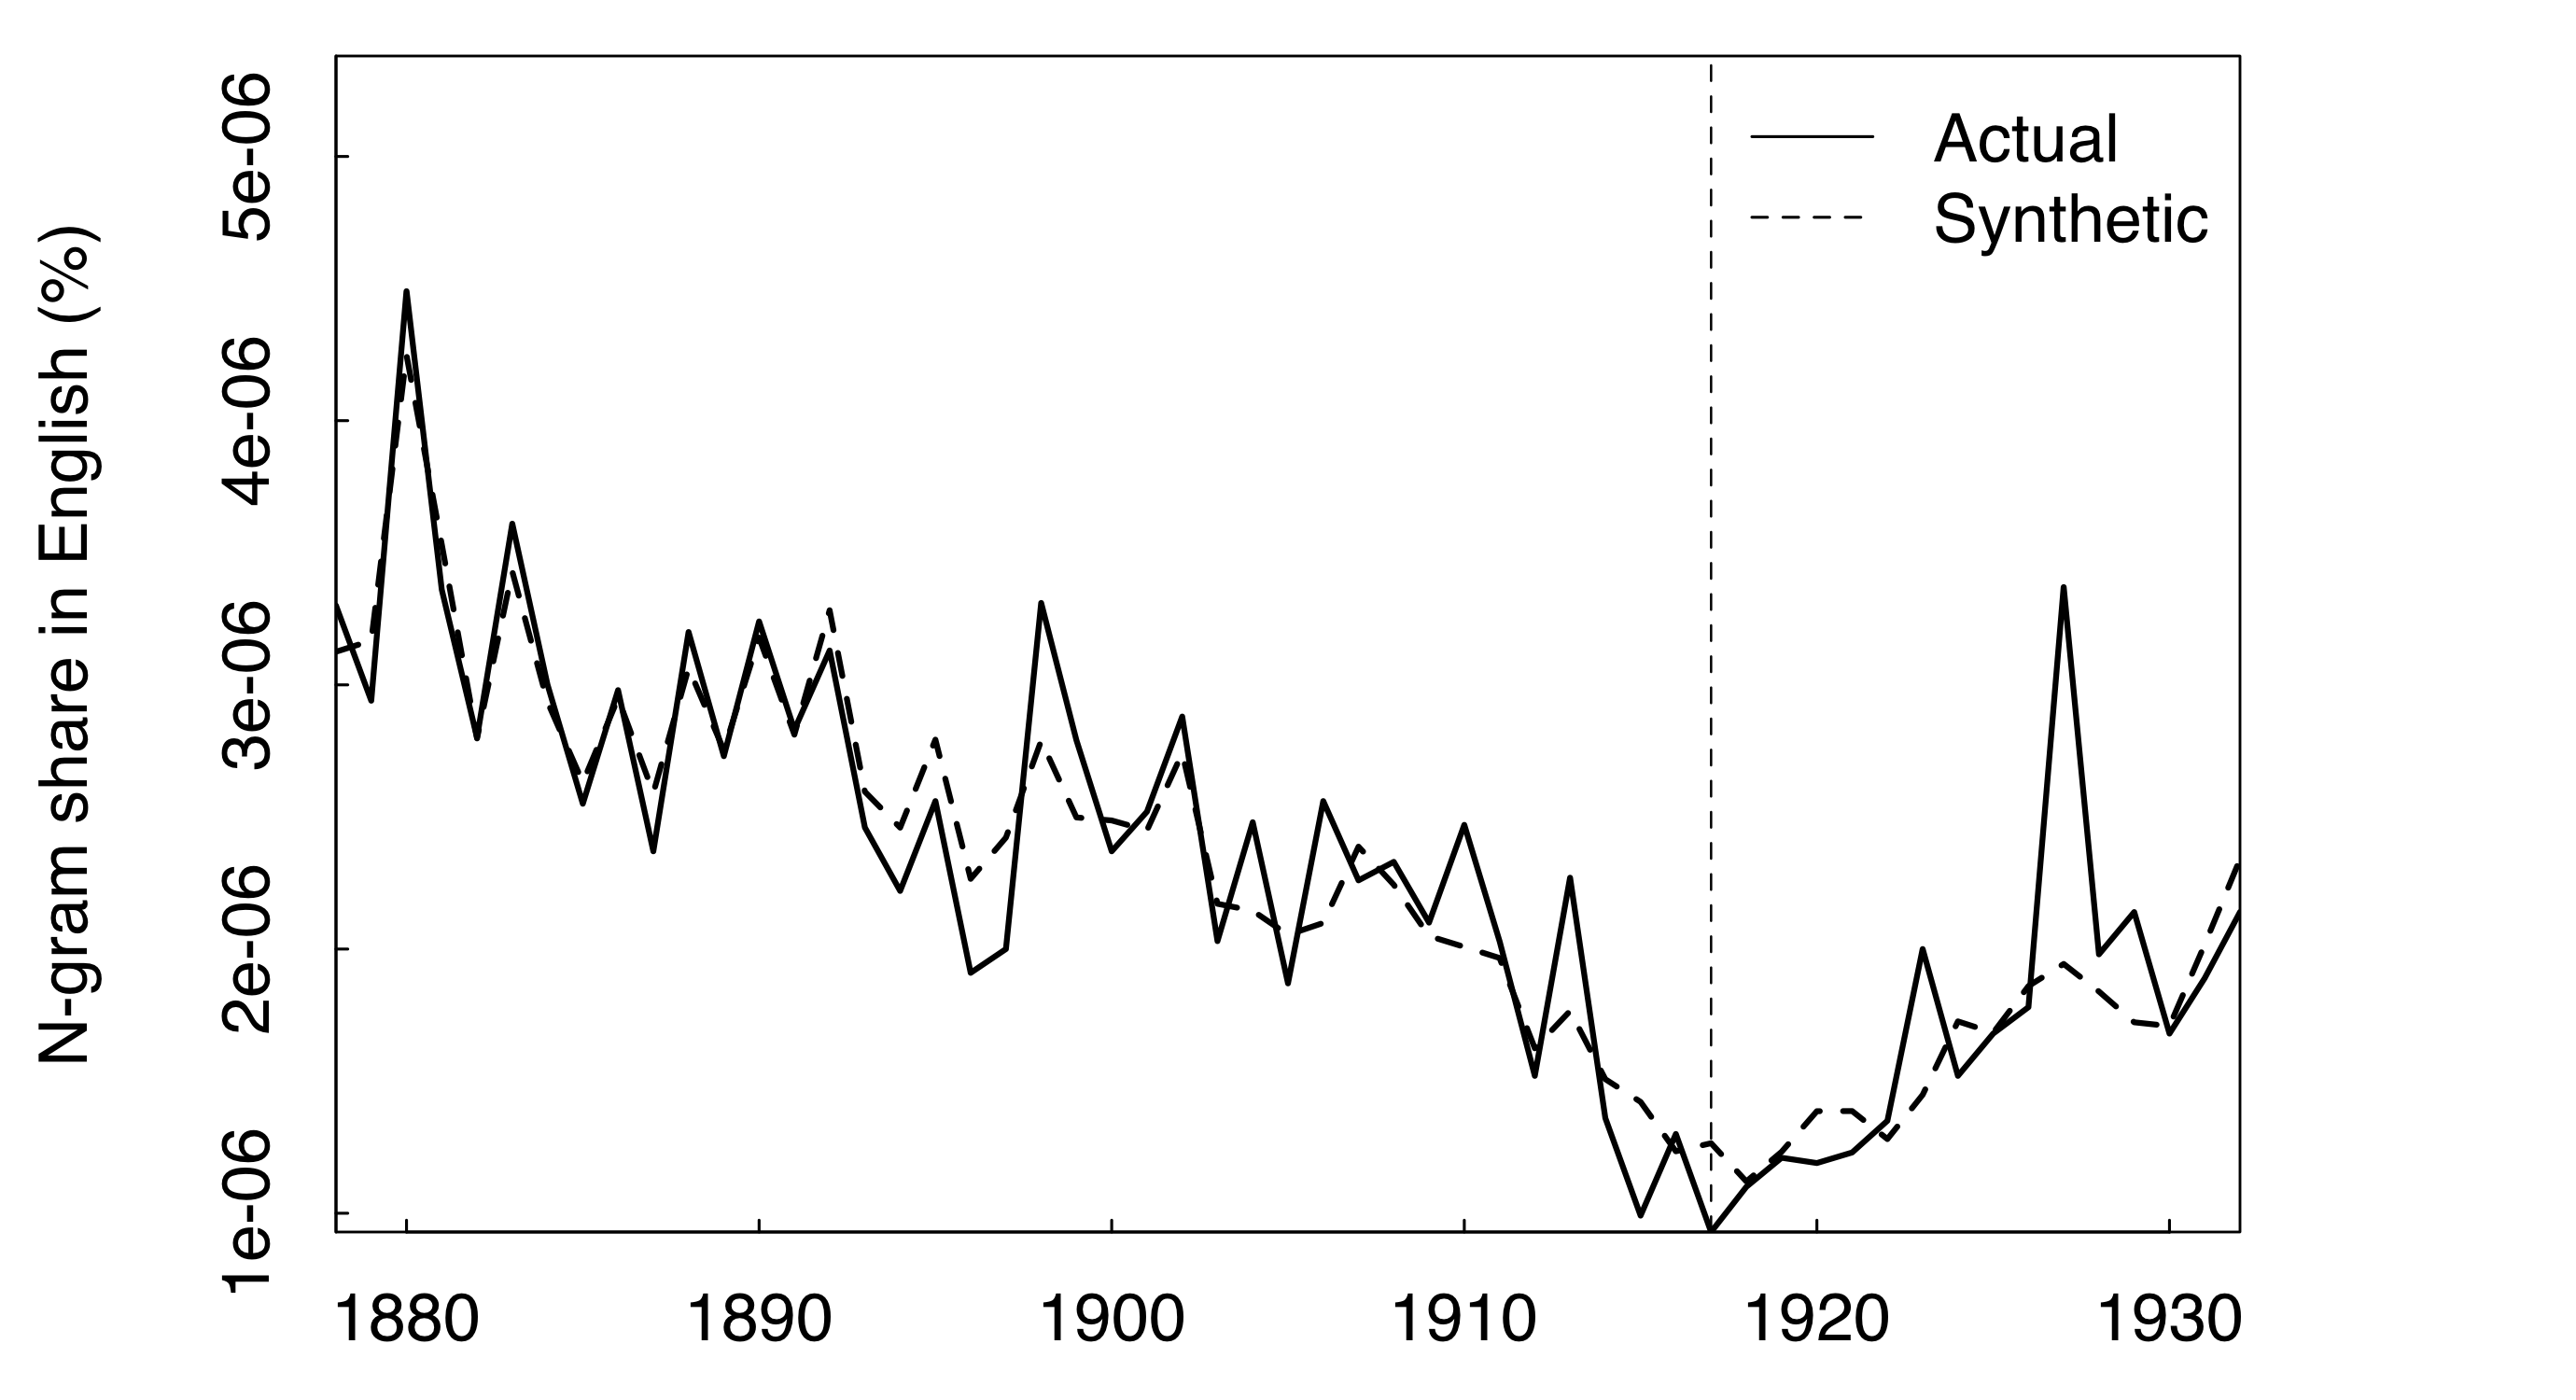 N-gram share in English (%)
5e-06
4e-06
3e-06
2e-06
1e-06
Actual
Synthetic
1880 1890 1900 1910 1920 1930